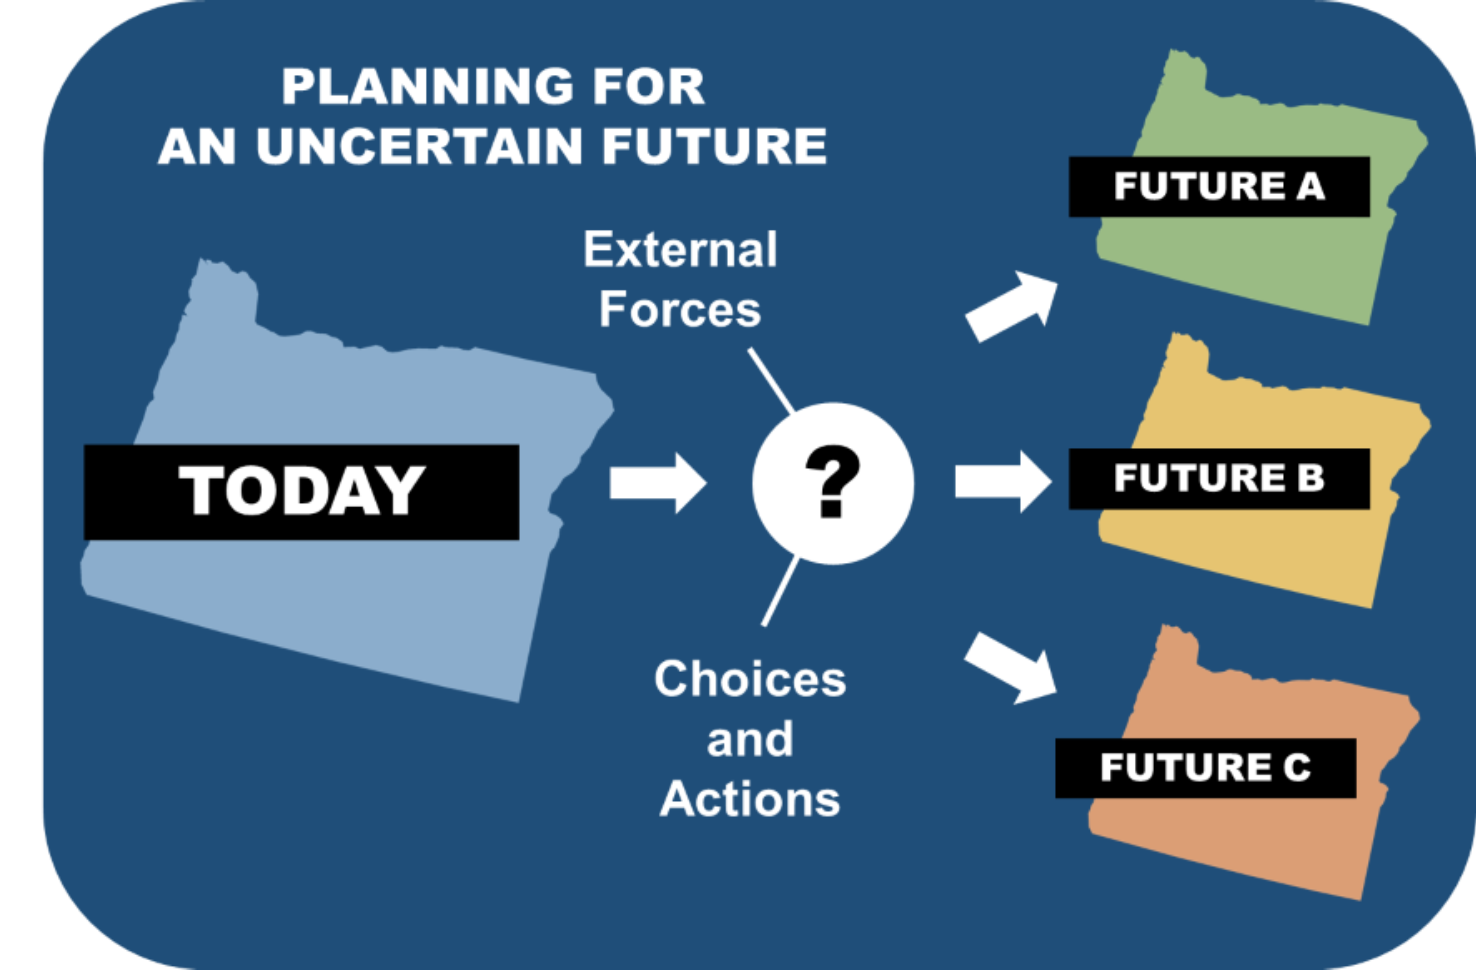 PLANNING FOR
AN UNCERTAIN FUTURE
External
Forces
TODAY
?
Choices
and
Actions
FUTURE A
FUTURE B
FUTURE C